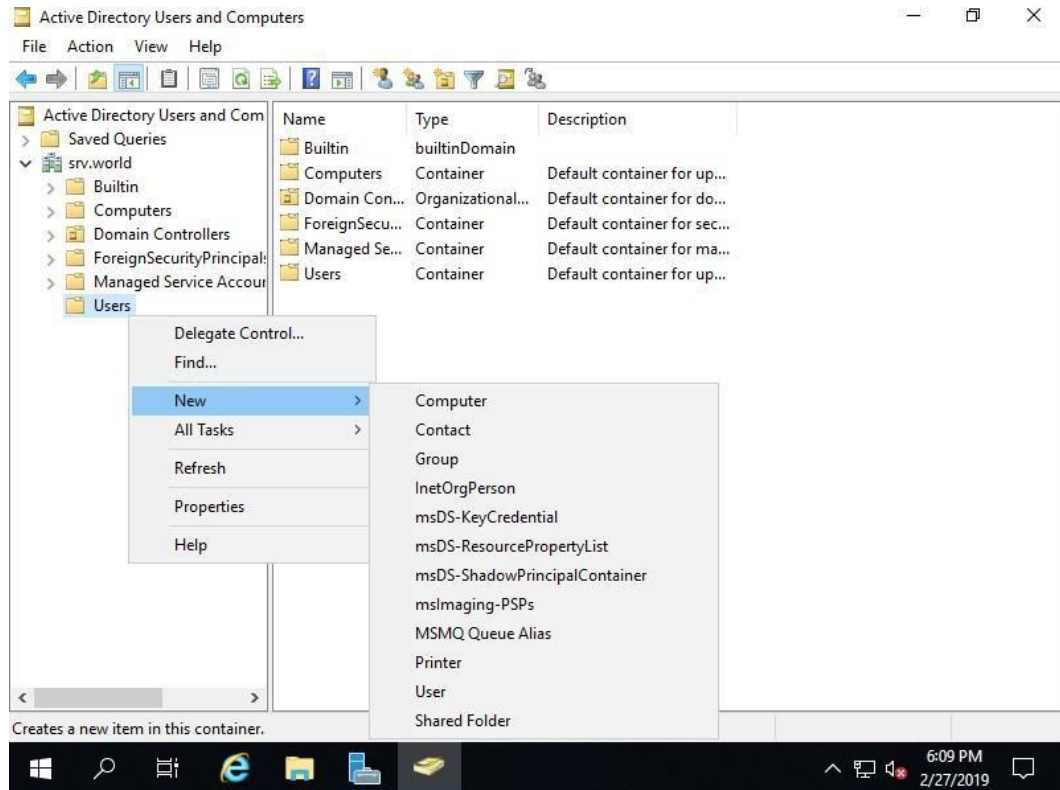 Active Directory Users and Computers
File Action View Help
Active Directory Users and Com
Saved Queries
srv.world
Builtin
Computers
Domain Controllers
ForeignSecurityPrincipals
Managed Service Accour
Users
Name Type Description
Builtin builtinDomain
Computers Container Default container for up...
Domain Con... Organizational... Default container for do...
ForeignSecu... Container Default container for sec...
Managed Se... Container Default container for ma...
Users Container Default container for up...
Delegate Control...
Find...
New
All Tasks
Refresh
Properties
Help
Computer
Contact
Group
InetOrgPerson
msDS-KeyCredential
msDS-ResourcePropertyList
msDS-ShadowPrincipalContainer
msImaging-PSPs
MSMQ Queue Alias
Printer
User
Shared Folder
Creates a new item in this container.
6:09 PM
2/27/2019